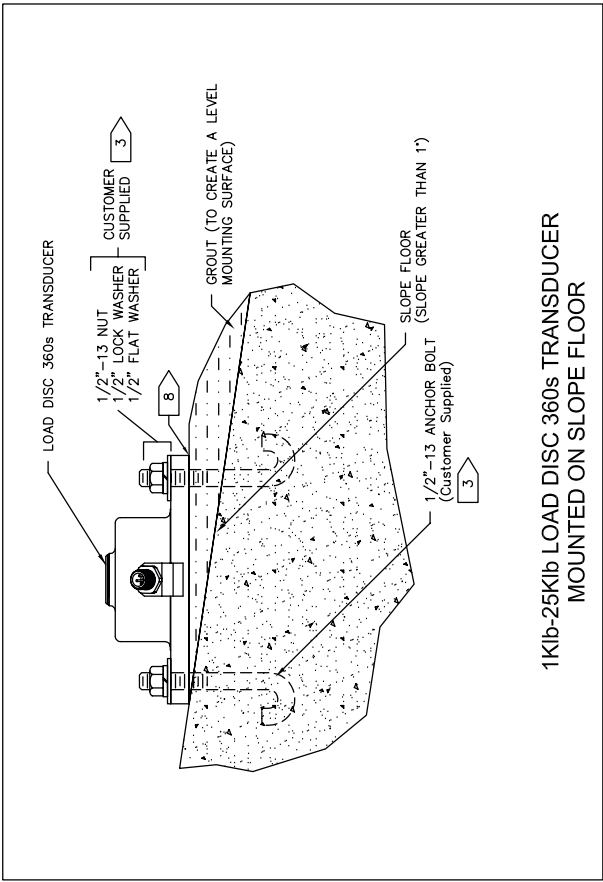 LOAD DISC 360s TRANSDUCER
1/2"-13 NUT
1/2" LOCK WASHER
1/2" FLAT WASHER
CUSTOMER
SUPPLIED
3
8
GROUT (TO CREATE A LEVEL
MOUNTING SURFACE)
SLOPE FLOOR
(SLOPE GREATER THAN 1°)
1/2"-13 ANCHOR BOLT
(Customer Supplied)
3
1Klb-25Klb LOAD DISC 360s TRANSDUCER
MOUNTED ON SLOPE FLOOR